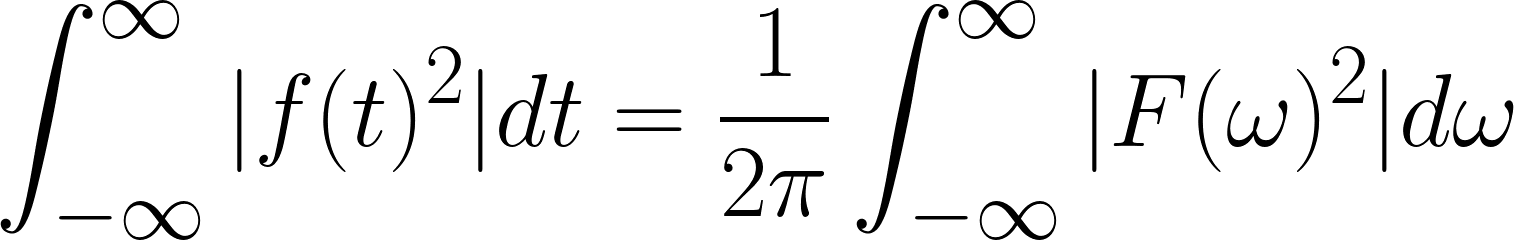 ∫_{-∞}^{∞} |f(t)^2|dt = \frac{1}{2π} ∫_{-∞}^{∞} |F(ω)^2|dω